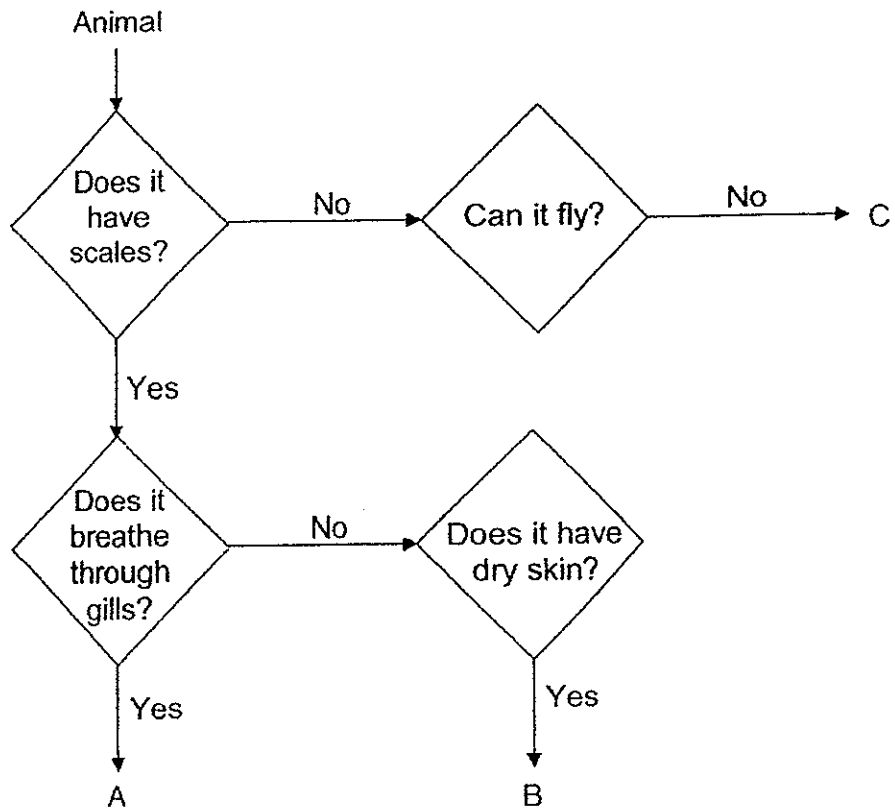 Animal
Does it
have
scales?
No
Can it fly?
No
C
Yes
Does it
breathe
through
gills?
No
Does it have
dry skin?
Yes
Yes
A
B